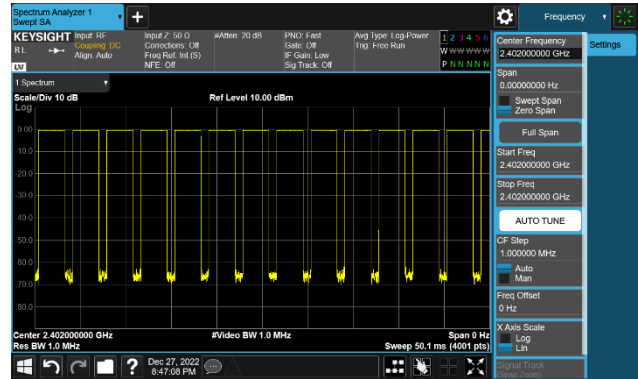 Spectrum Analyzer 1
Swept SA
Frequency
KEYSIGHT
Input: RF
Input Z: 50 Ω
#Atten: 20 dB
PNO: Fast
Avg Type: Log-Power
1 2 3 4 5 6
RL
Coupling: DC
Corrections: Off
Gate: Off
Trig: Free Run
Align: Auto
Freq Ref: Int (S)
IF Gain: Low
W W W W W W
NFE: Off
Sig Track: Off
P N N N N N
LXI
1 Spectrum
Scale/Div 10 dB
Ref Level 10.00 dBm
Log
0.00
-10.0
-20.0
-30.0
-40.0
-50.0
-60.0
-70.0
-80.0
Center 2.402000000 GHz
#Video BW 1.0 MHz
Span 0 Hz
Res BW 1.0 MHz
Sweep 50.1 ms (4001 pts)
Dec 27, 2022
8:47:08 PM
Center Frequency
2.402000000 GHz
Settings
Span
0.00000000 Hz
Swept Span
Zero Span
Full Span
Start Freq
2.402000000 GHz
Stop Freq
2.402000000 GHz
AUTO TUNE
CF Step
1.000000 MHz
Auto
Man
Freq Offset
0 Hz
X Axis Scale
Log
Lin
Signal Track
(Span Zoom)